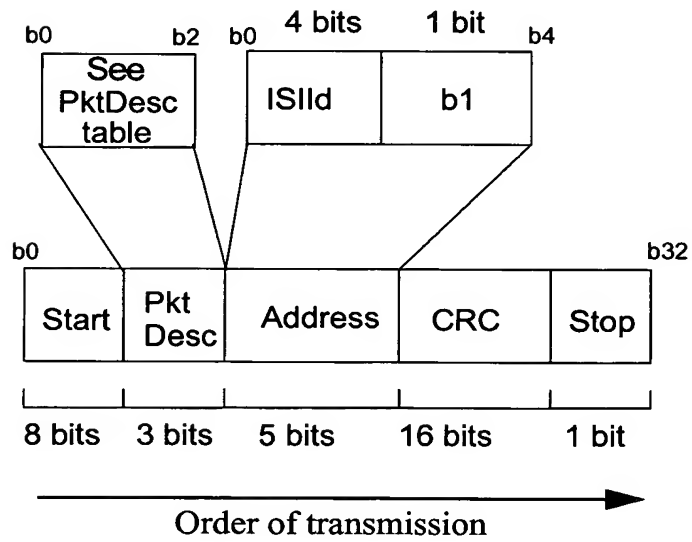 4 bits 1 bit
b0 b2 b0 b4
See
PktDesc
table
ISIId b1
b0 b32
Start Pkt
Desc Address CRC Stop
8 bits 3 bits 5 bits 16 bits 1 bit
Order of transmission